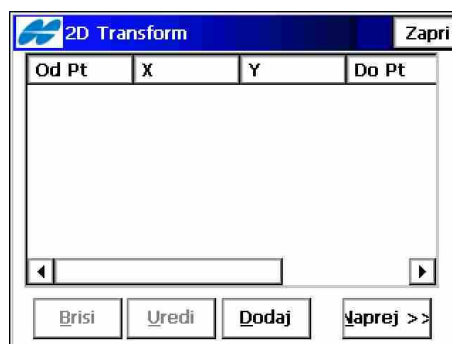 2D Transform Zapri
Od Pt X Y Do Pt
Brisi Uredi Dodaj Naprej >>